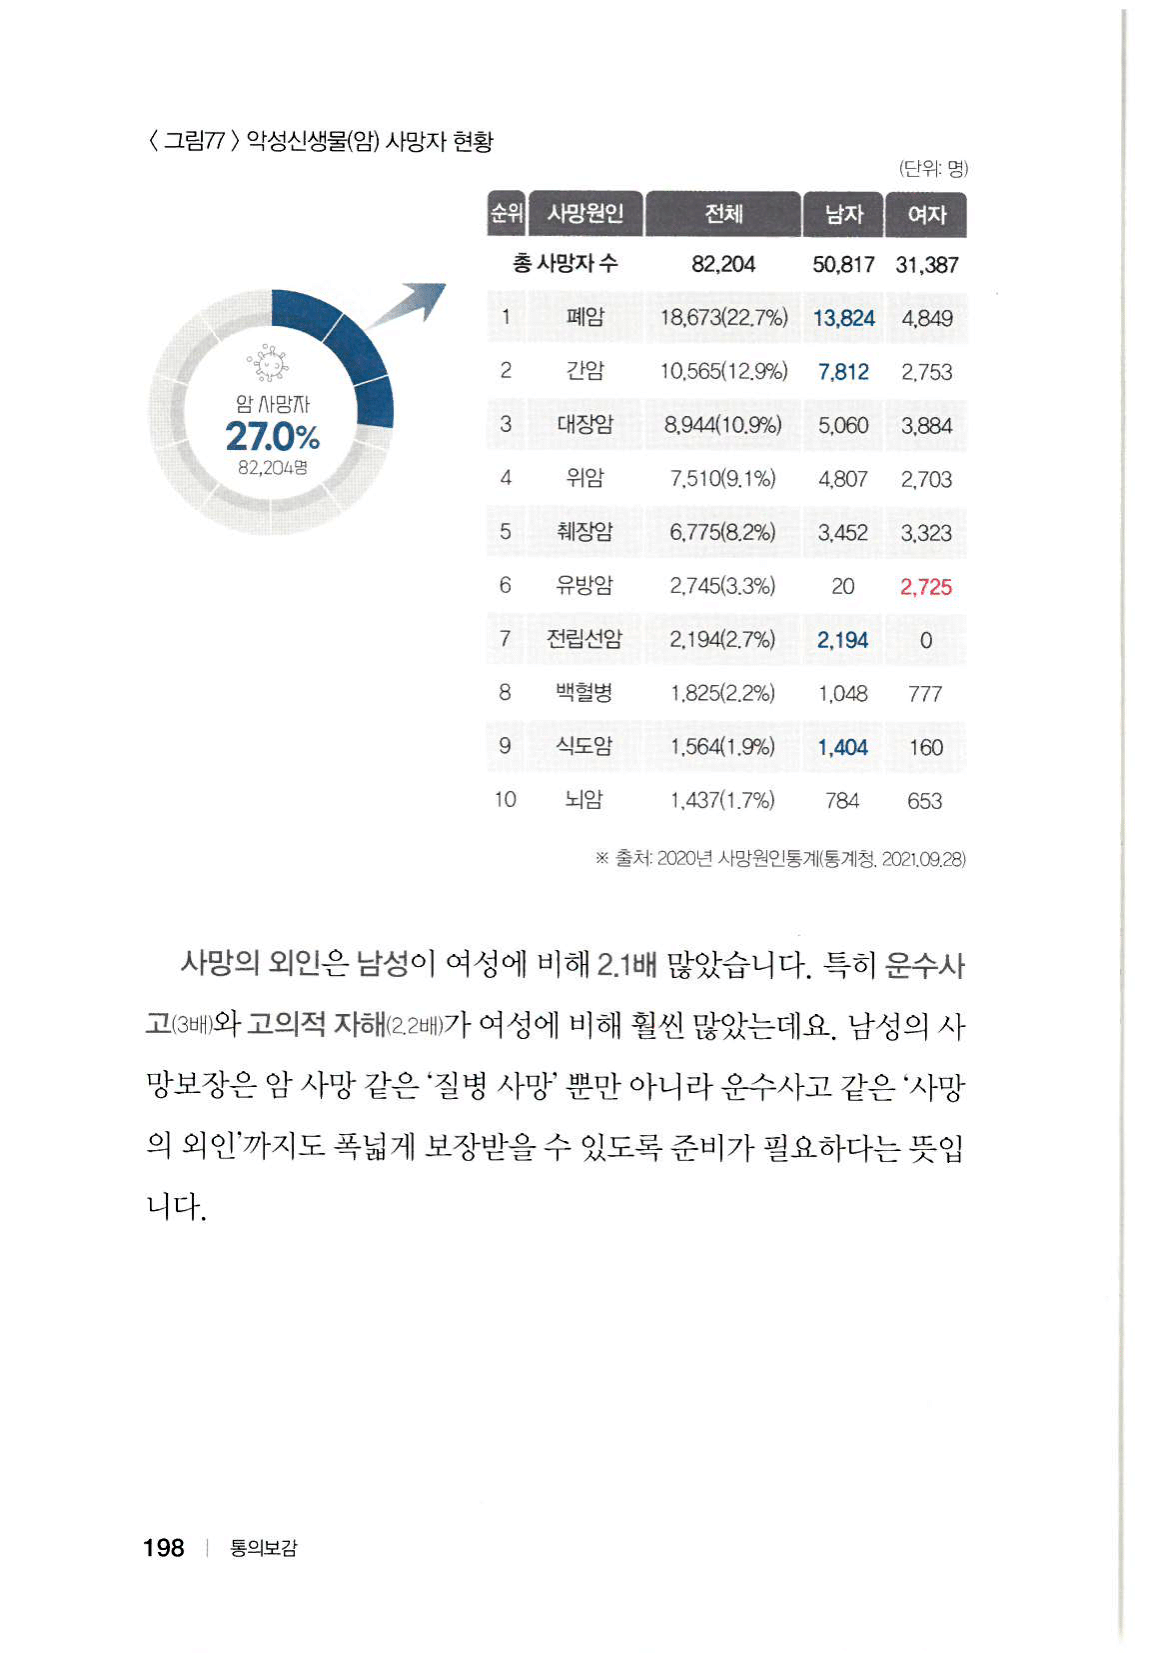 〈 그림77 〉 악성신생물(암) 사망자 현황
(단위: 명)
순위 사망원인 전체 남자 여자
총 사망자 수 82,204 50,817 31,387
1 폐암 18,673(22.7%) 13,824 4,849
2 간암 10,565(12.9%) 7,812 2,753
3 대장암 8,944(10.9%) 5,060 3,884
4 위암 7,510(9.1%) 4,807 2,703
5 췌장암 6,775(8.2%) 3,452 3,323
6 유방암 2,745(3.3%) 20 2,725
7 전립선암 2,194(2.7%) 2,194 0
8 백혈병 1,825(2.2%) 1,048 777
9 식도암 1,564(1.9%) 1,404 160
10 뇌암 1,437(1.7%) 784 653
암 사망자
27.0%
82,204명
※ 출처: 2020년 사망원인통계(통계청, 2021.09.28)
사망의 외인은 남성이 여성에 비해 2.1배 많았습니다. 특히 운수사
고(3배)와 고의적 자해(2.2배)가 여성에 비해 훨씬 많았는데요. 남성의 사
망보장은 암 사망 같은 ‘질병 사망’ 뿐만 아니라 운수사고 같은 ‘사망
의 외인’까지도 폭넓게 보장받을 수 있도록 준비가 필요하다는 뜻입
니다.
198 | 통의보감